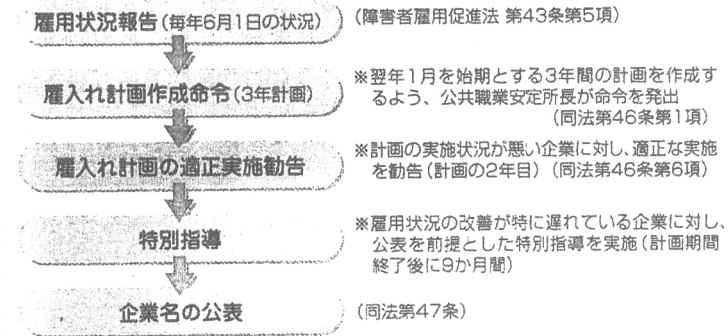 雇用状況報告(毎年6月1日の状況)
(障害者雇用促進法 第43条第5項)
雇入れ計画作成命令(3年計画)
※翌年1月を始期とする3年間の計画を作成す
るよう、公共職業安定所長が命令を発出
(同法第46条第1項)
雇入れ計画の適正実施勧告
※計画の実施状況が悪い企業に対し、適正な実施
を勧告(計画の2年目)(同法第46条第6項)
特別指導
※雇用状況の改善が特に遅れている企業に対し、
公表を前提とした特別指導を実施(計画期間
終了後に9か月間)
企業名の公表
(同法第47条)